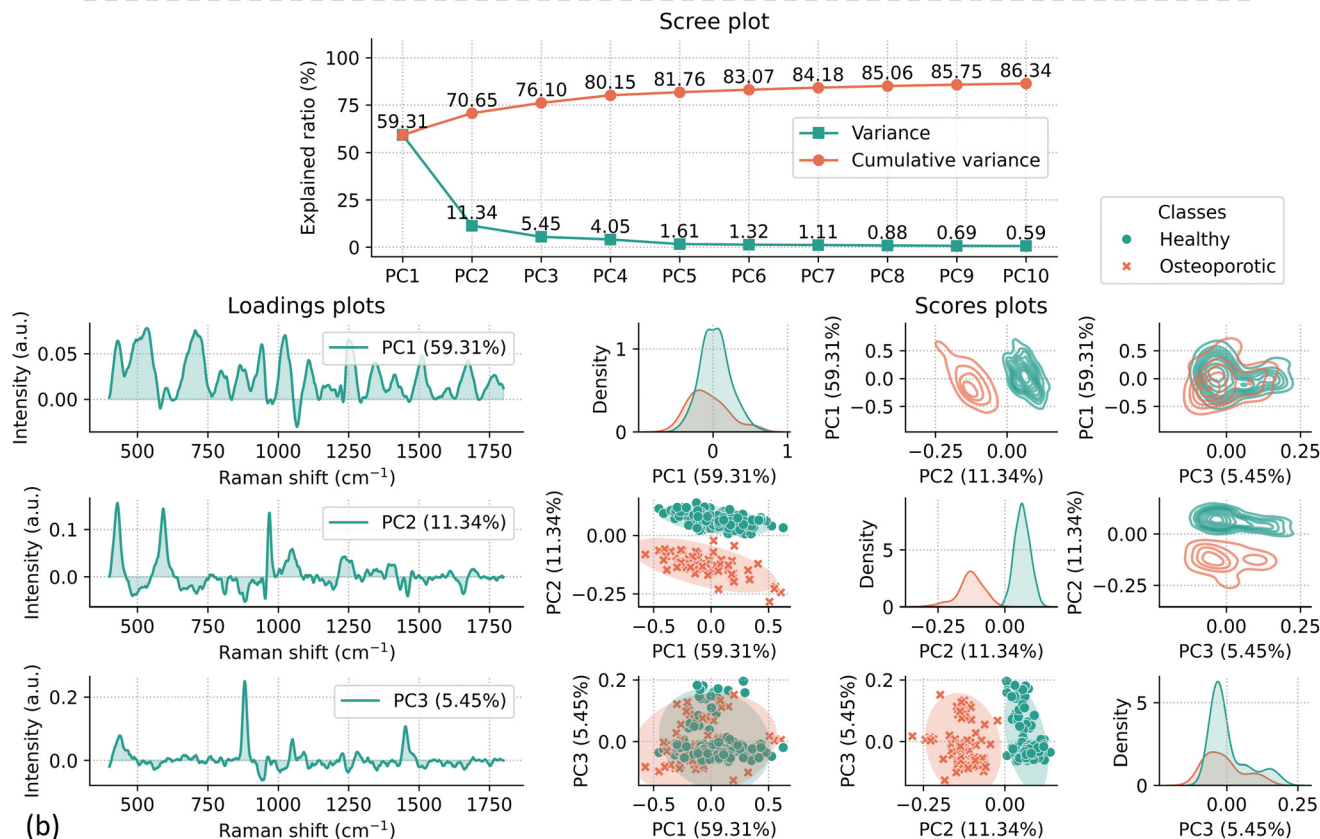 Scree plot
Explained ratio (%)
100
75
50
25
0
59.31
70.65
76.10
80.15
81.76
83.07
84.18
85.06
85.75
86.34
11.34
5.45
4.05
1.61
1.32
1.11
0.88
0.69
0.59
Variance
Cumulative variance
PC1 PC2 PC3 PC4 PC5 PC6 PC7 PC8 PC9 PC10
Classes
Healthy
Osteoporotic
Loadings plots
Scores plots
Intensity (a.u.)
0.05
0.00
PC1 (59.31%)
500 750 1000 1250 1500 1750
Raman shift (cm⁻¹)
Density
1
0
0 1
PC1 (59.31%)
PC1 (59.31%)
0.5
0.0
−0.5
−0.25 0.00
PC2 (11.34%)
PC1 (59.31%)
0.5
0.0
−0.5
0.00 0.25
PC3 (5.45%)
Intensity (a.u.)
0.1
0.0
PC2 (11.34%)
500 750 1000 1250 1500 1750
Raman shift (cm⁻¹)
PC2 (11.34%)
0.00
−0.25
−0.5 0.0 0.5
PC1 (59.31%)
Density
5
0
−0.25 0.00
PC2 (11.34%)
PC2 (11.34%)
0.00
−0.25
0.00 0.25
PC3 (5.45%)
Intensity (a.u.)
0.2
0.0
PC3 (5.45%)
500 750 1000 1250 1500 1750
Raman shift (cm⁻¹)
PC3 (5.45%)
0.2
0.0
−0.5 0.0 0.5
PC1 (59.31%)
PC3 (5.45%)
0.2
0.0
−0.25 0.00
PC2 (11.34%)
Density
5
0
0.00 0.25
PC3 (5.45%)
(b)